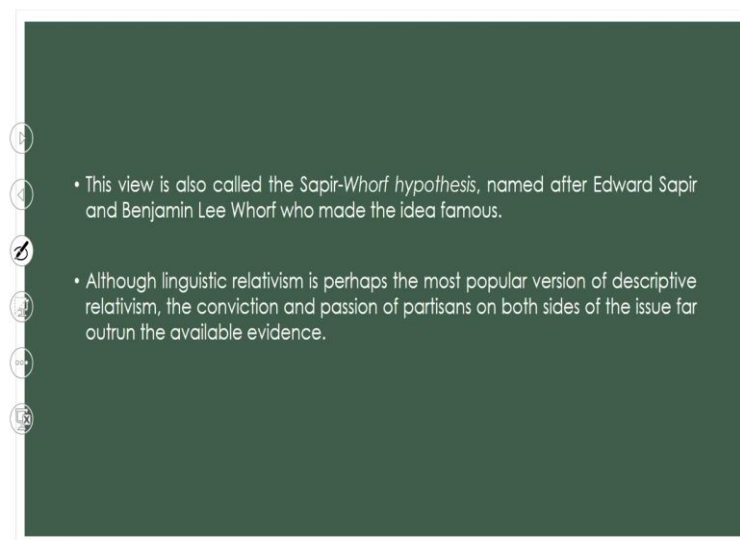 • This view is also called the Sapir-Whorf hypothesis, named after Edward Sapir
and Benjamin Lee Whorf who made the idea famous.
• Although linguistic relativism is perhaps the most popular version of descriptive
relativism, the conviction and passion of partisans on both sides of the issue far
outrun the available evidence.